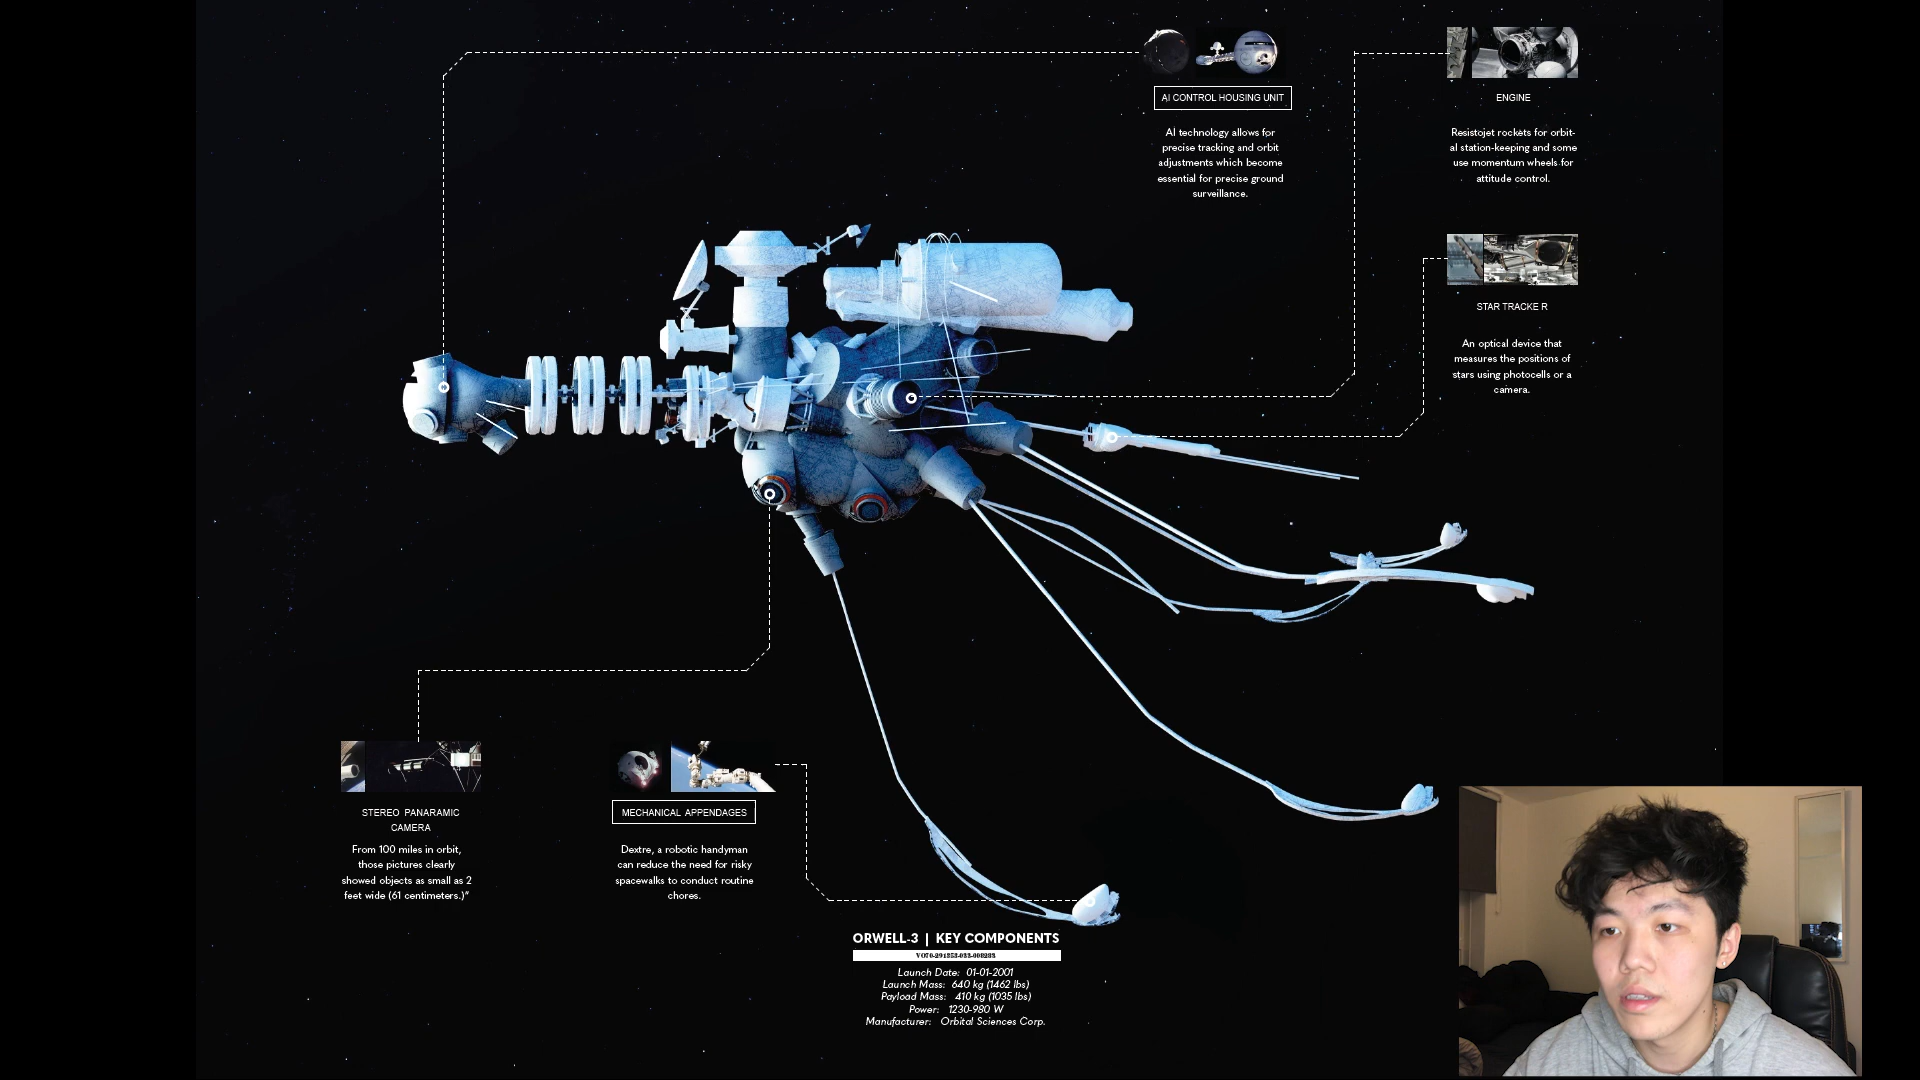 AI CONTROL HOUSING UNIT
AI technology allows for
precise tracking and orbit
adjustments which become
essential for precise ground
surveillance.
ENGINE
Resistojet rockets for orbit-
al station-keeping and some
use momentum wheels for
attitude control.
STAR TRACKE R
An optical device that
measures the positions of
stars using photocells or a
camera.
STEREO PANARAMIC
CAMERA
From 100 miles in orbit,
those pictures clearly
showed objects as small as 2
feet wide (61 centimeters.)"
MECHANICAL APPENDAGES
Dextre, a robotic handyman
can reduce the need for risky
spacewalks to conduct routine
chores.
ORWELL-3 | KEY COMPONENTS
Launch Date: 01-01-2001
Launch Mass: 640 kg (1462 lbs)
Payload Mass: 410 kg (1035 lbs)
Power: 1230-980 W
Manufacturer: Orbital Sciences Corp.